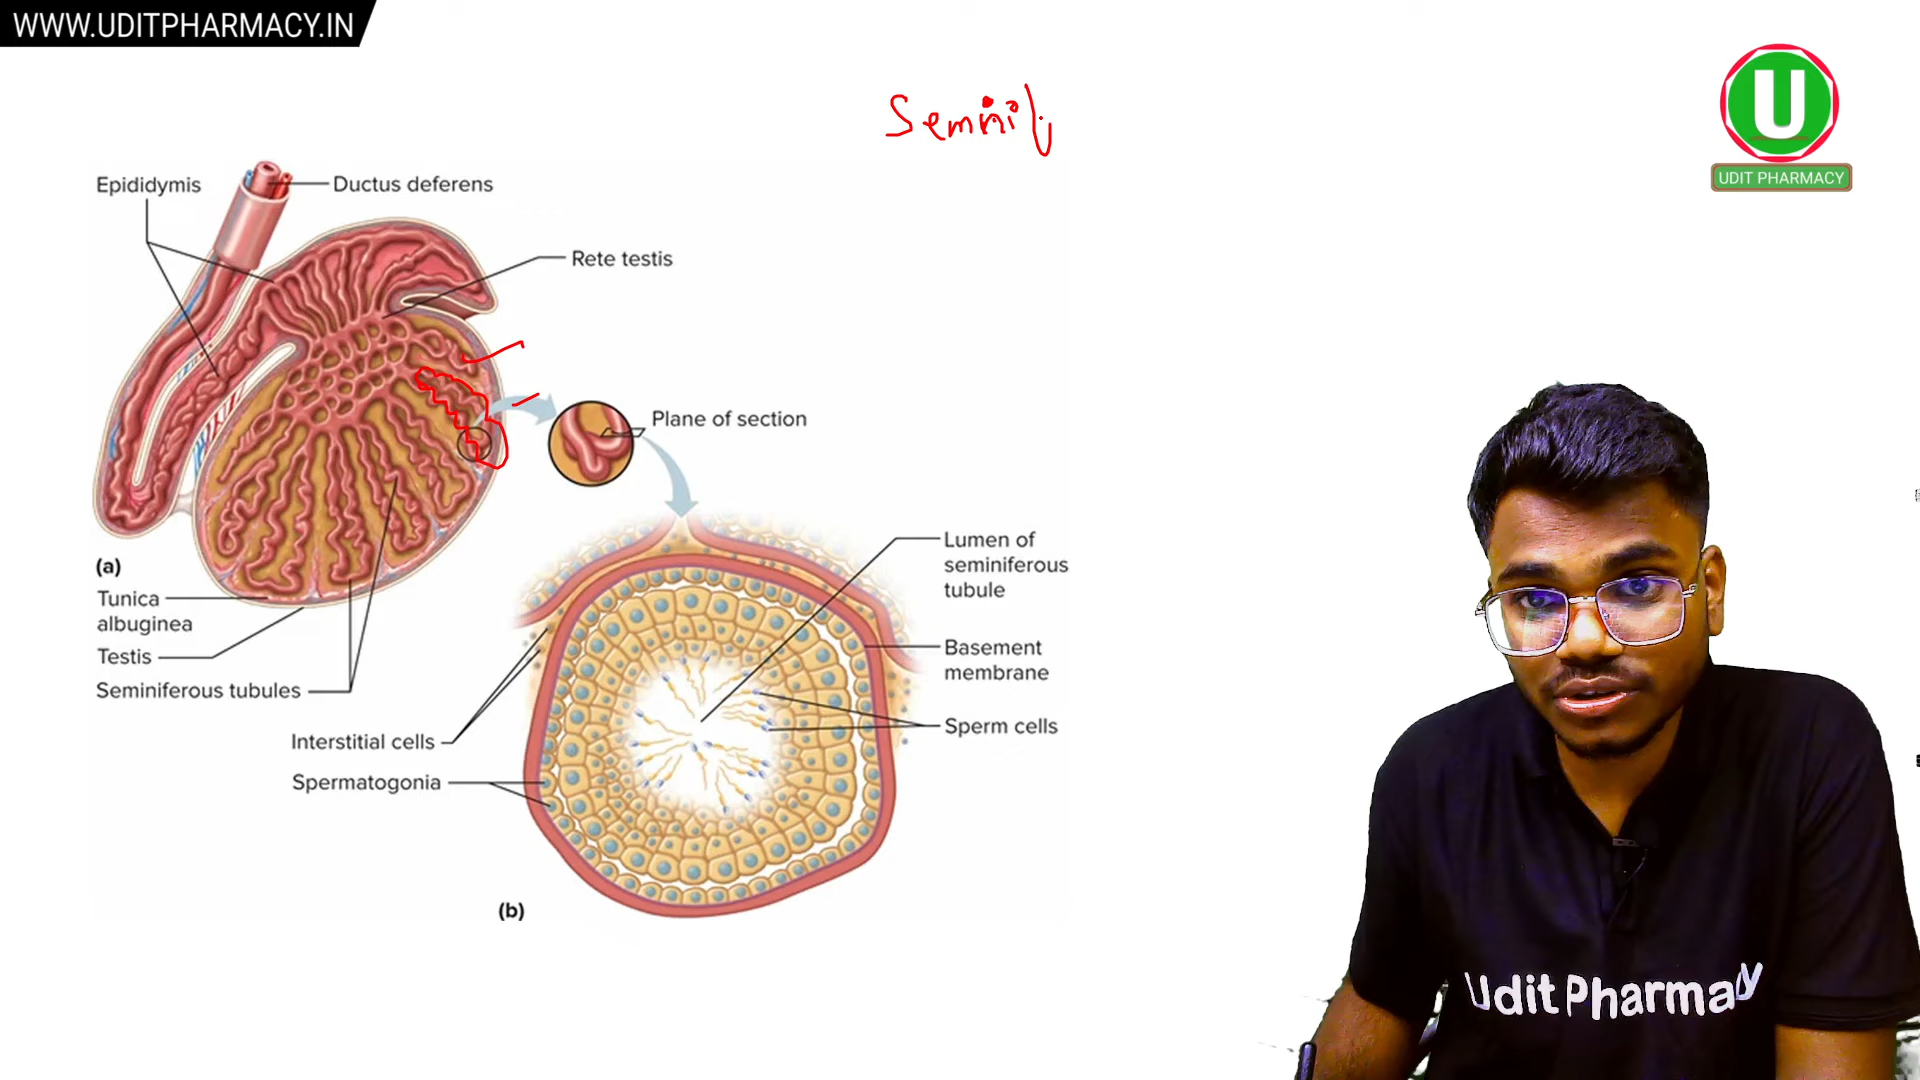 WWW.UDITPHARMACY.IN
U
UDIT PHARMACY
Epididymis
Ductus deferens
Rete testis
Plane of section
(a)
Tunica
albuginea
Testis
Seminiferous tubules
Lumen of
seminiferous
tubule
Basement
membrane
Sperm cells
Interstitial cells
Spermatogonia
(b)
Udit Pharmacy